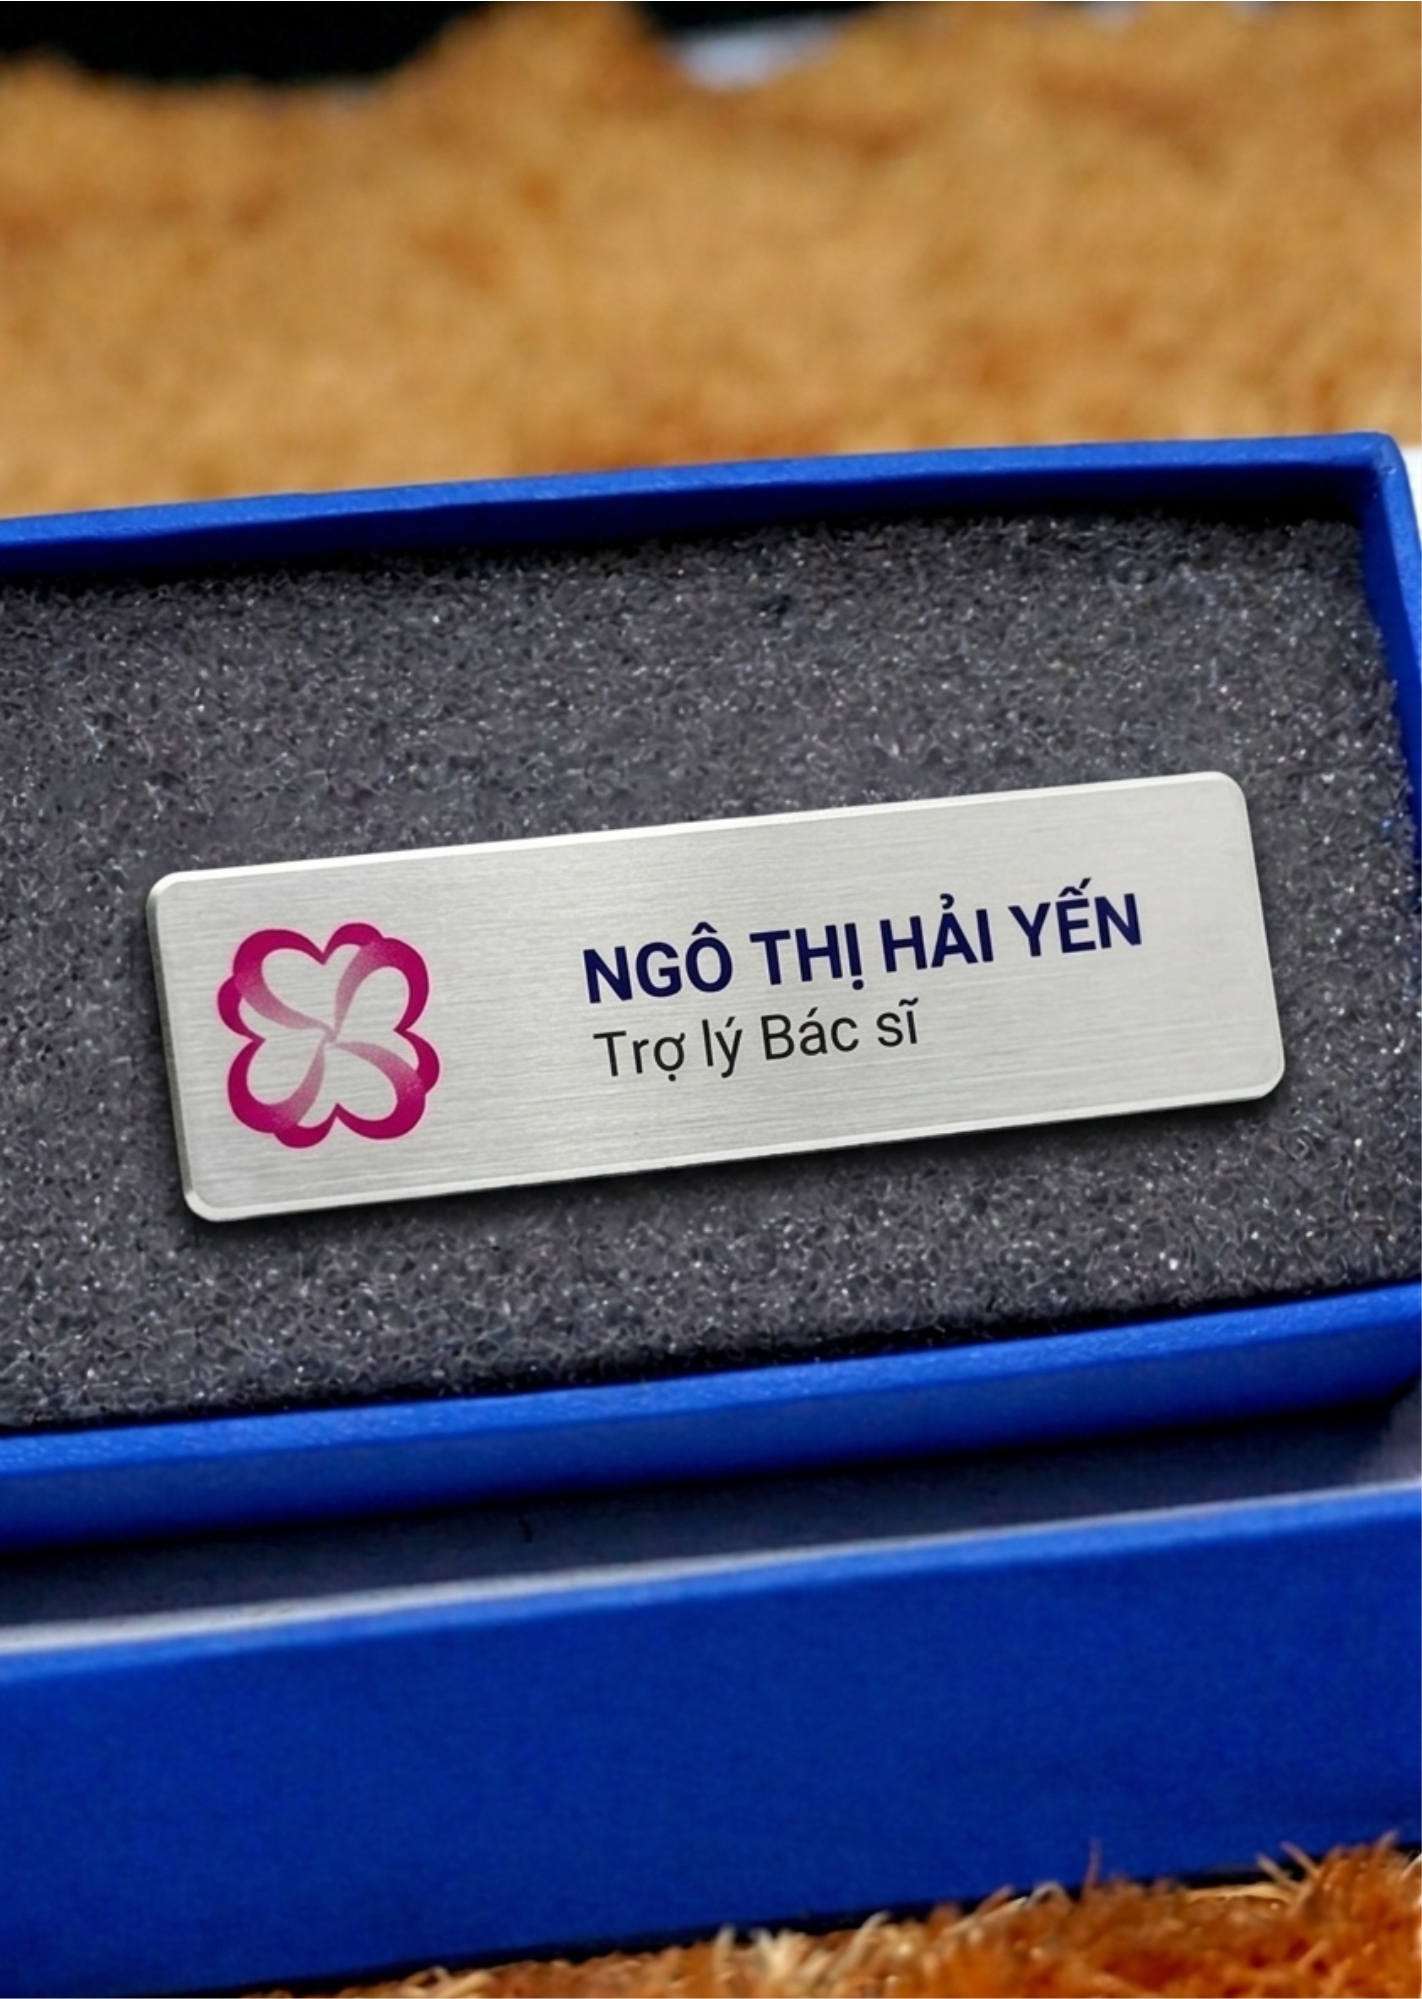 NGÔ THỊ HẢI YẾN
Trợ lý Bác sĩ